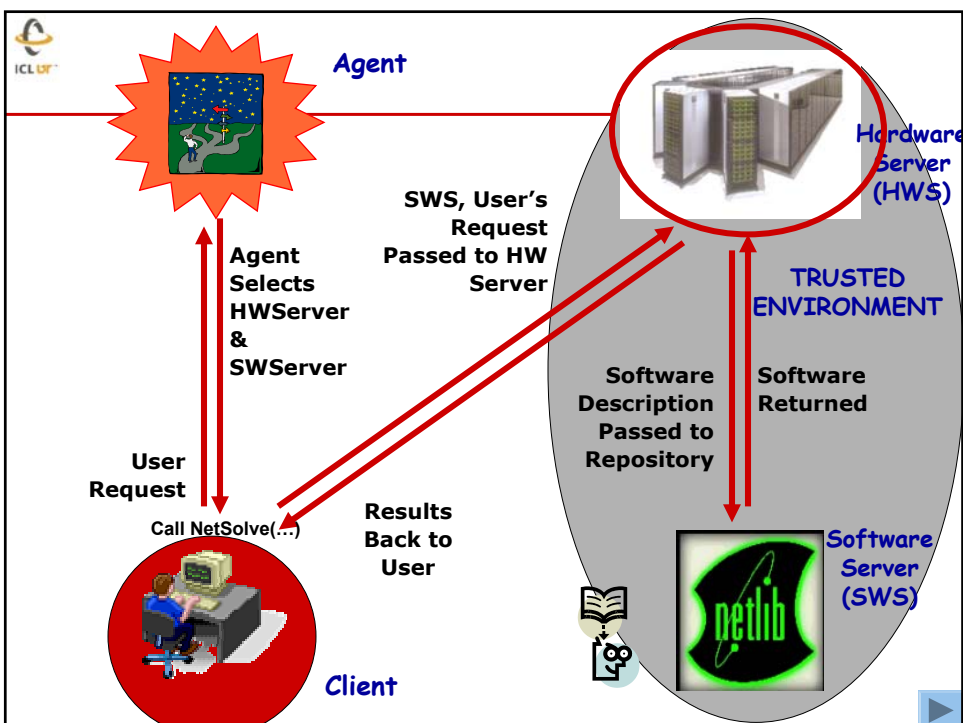 ICL UT
Agent
Hardware
Server
(HWS)
SWS, User's
Request
Passed to HW
Server
Agent
Selects
HWServer
&
SWServer
TRUSTED
ENVIRONMENT
Software
Description
Passed to
Repository
Software
Returned
User
Request
Call NetSolve(…)
Results
Back to
User
Software
Server
(SWS)
netlib
Client